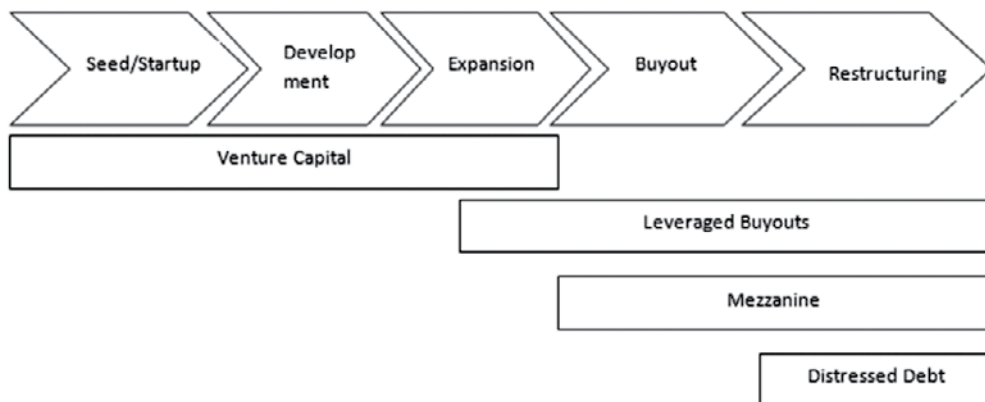 Seed/Startup
Develop
ment
Expansion
Buyout
Restructuring
Venture Capital
Leveraged Buyouts
Mezzanine
Distressed Debt